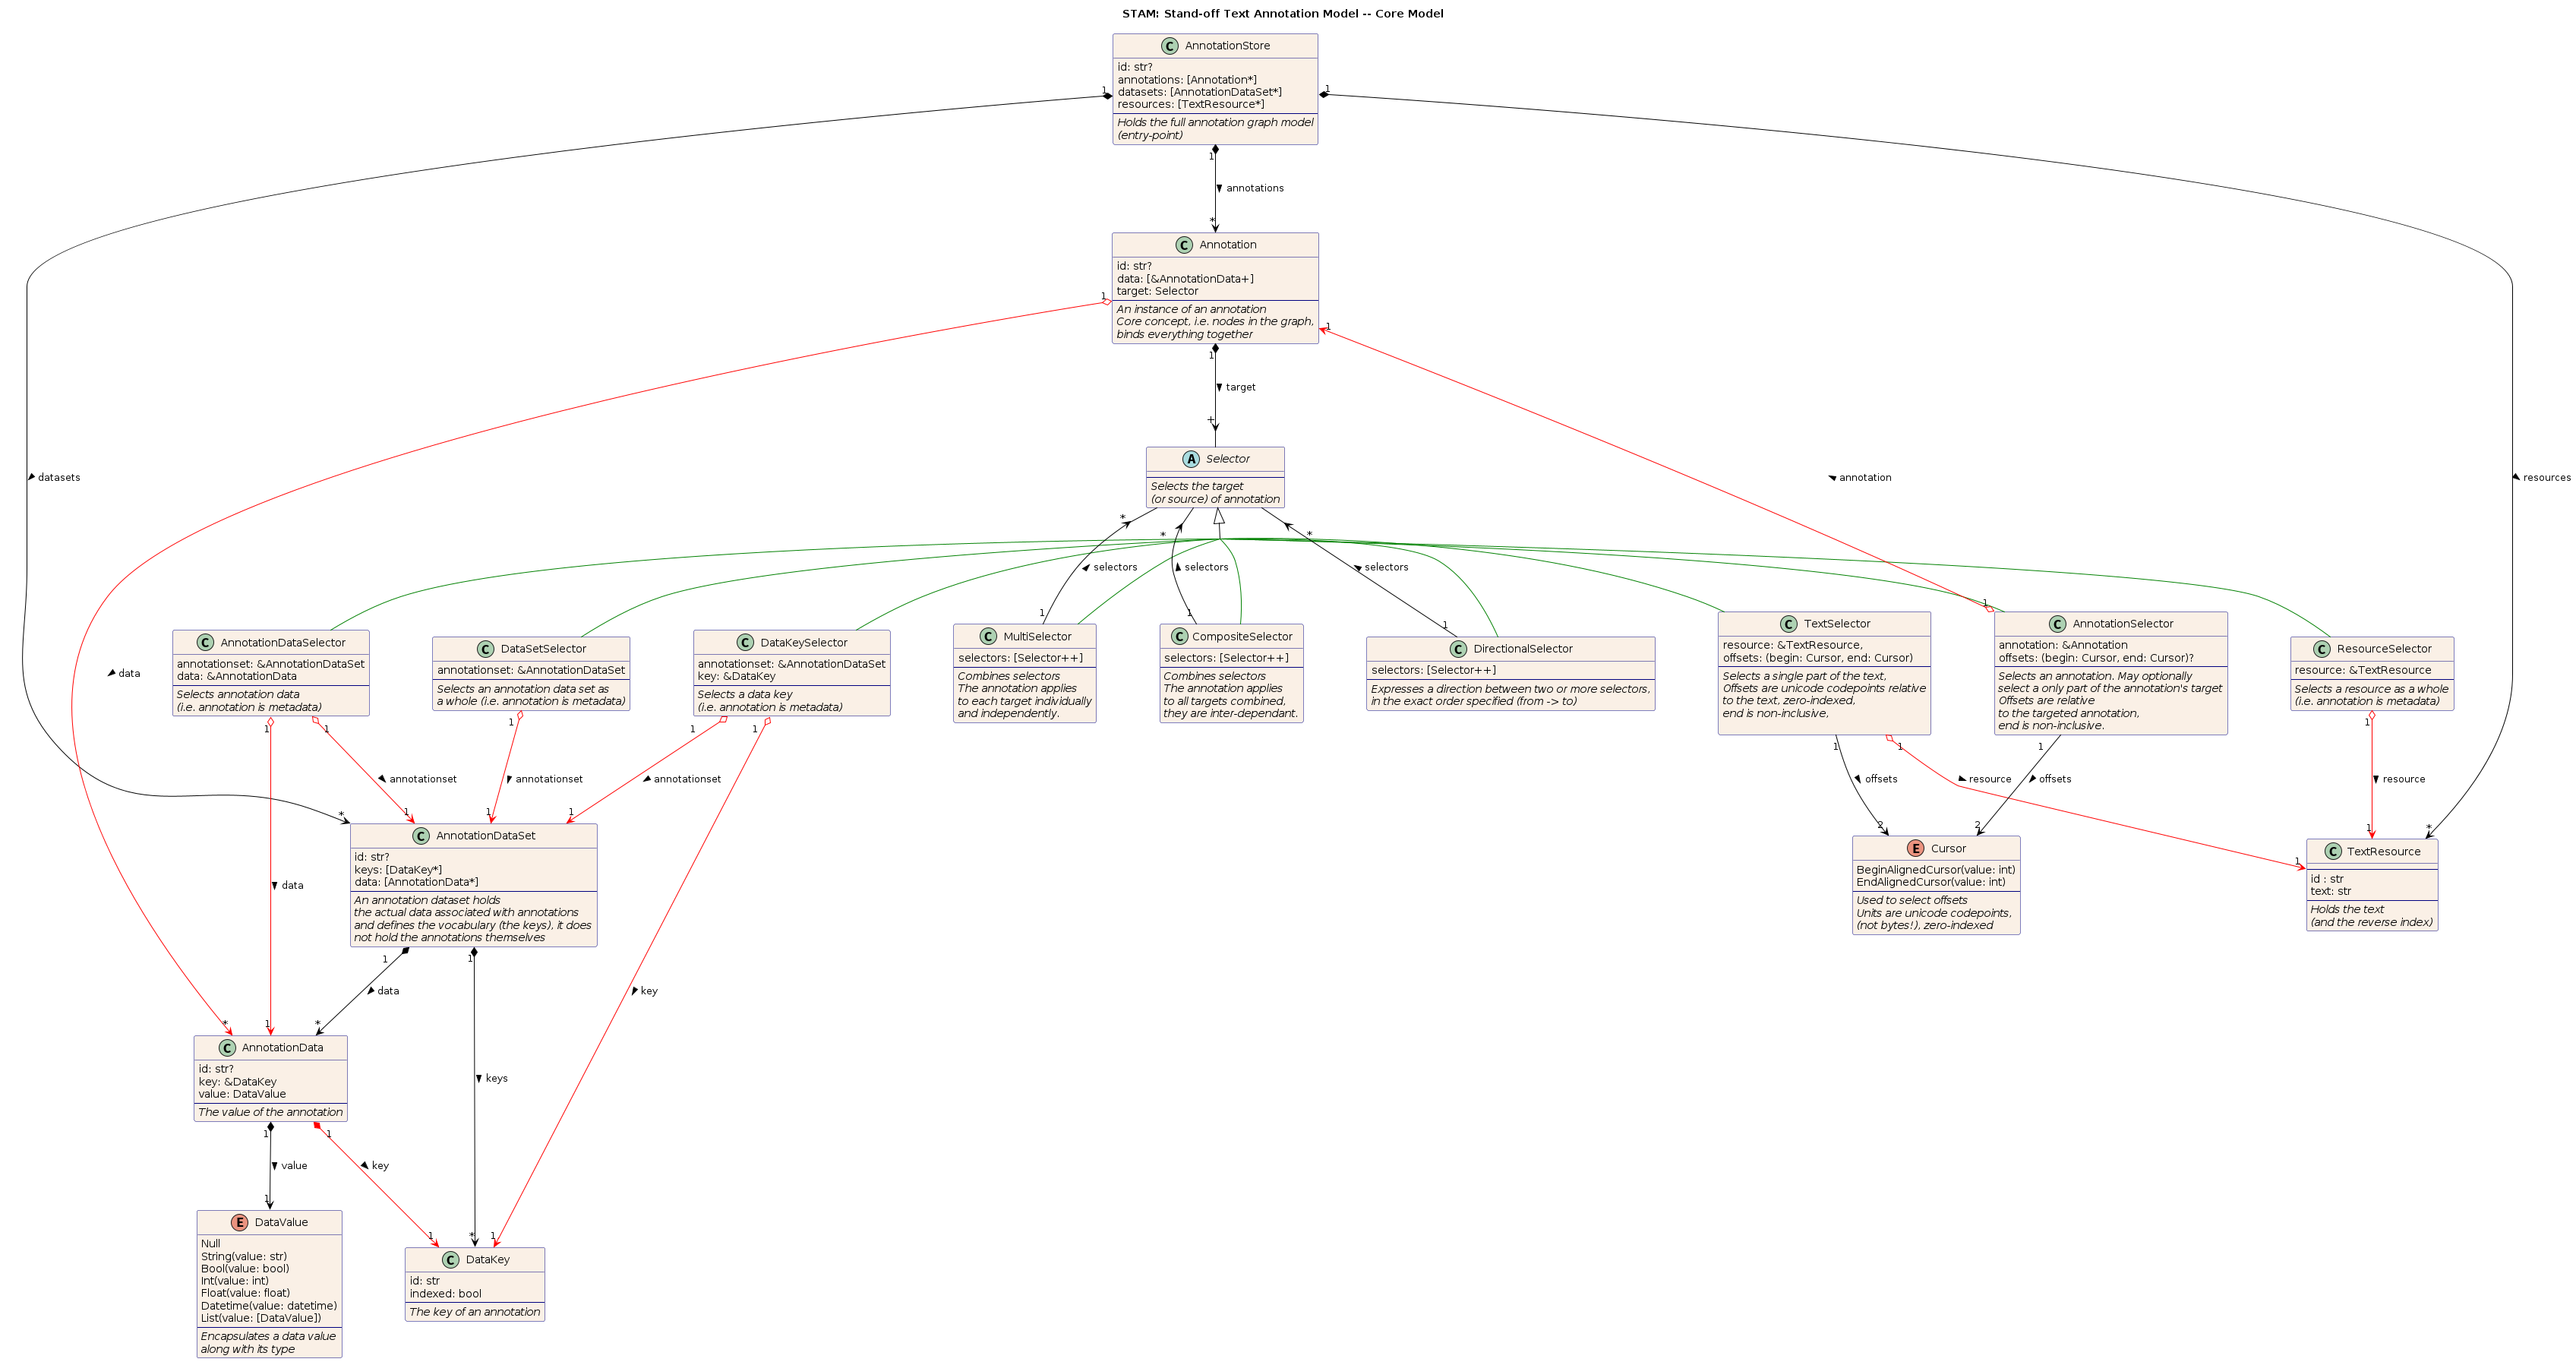 STAM: Stand-off Text Annotation Model -- Core Model
C AnnotationStore
id: str?
annotations: [Annotation*]
datasets: [AnnotationDataSet*]
resources: [TextResource*]
Holds the full annotation graph model
(entry-point)
1
1
1
annotations
*
C Annotation
id: str?
data: [&AnnotationData+]
target: Selector
An instance of an annotation
Core concept, i.e. nodes in the graph,
binds everything together
1
1
1
target
+
A Selector
Selects the target
(or source) of annotation
datasets
annotation
resources
*
*
*
selectors
selectors
selectors
1
1
1
1
C AnnotationDataSelector
annotationset: &AnnotationDataSet
data: &AnnotationData
Selects annotation data
(i.e. annotation is metadata)
C DataSetSelector
annotationset: &AnnotationDataSet
Selects an annotation data set as
a whole (i.e. annotation is metadata)
C DataKeySelector
annotationset: &AnnotationDataSet
key: &DataKey
Selects a data key
(i.e. annotation is metadata)
C MultiSelector
selectors: [Selector++]
Combines selectors
The annotation applies
to each target individually
and independently.
C CompositeSelector
selectors: [Selector++]
Combines selectors
The annotation applies
to all targets combined,
they are inter-dependant.
C DirectionalSelector
selectors: [Selector++]
Expresses a direction between two or more selectors,
in the exact order specified (from -> to)
C TextSelector
resource: &TextResource,
offsets: (begin: Cursor, end: Cursor)
Selects a single part of the text,
Offsets are unicode codepoints relative
to the text, zero-indexed,
end is non-inclusive,
C AnnotationSelector
annotation: &Annotation
offsets: (begin: Cursor, end: Cursor)?
Selects an annotation. May optionally
select a only part of the annotation's target
Offsets are relative
to the targeted annotation,
end is non-inclusive.
C ResourceSelector
resource: &TextResource
Selects a resource as a whole
(i.e. annotation is metadata)
data
1
1
1
1
1
1
1
1
1
annotationset
annotationset
annotationset
offsets
resource
offsets
resource
*
1
1
1
2
2
1
1
*
C AnnotationDataSet
id: str?
keys: [DataKey*]
data: [AnnotationData*]
An annotation dataset holds
the actual data associated with annotations
and defines the vocabulary (the keys), it does
not hold the annotations themselves
E Cursor
BeginAlignedCursor(value: int)
EndAlignedCursor(value: int)
Used to select offsets
Units are unicode codepoints,
(not bytes!), zero-indexed
C TextResource
id : str
text: str
Holds the text
(and the reverse index)
data
1
1
data
key
*
1
*
C AnnotationData
id: str?
key: &DataKey
value: DataValue
The value of the annotation
keys
1
1
value
key
1
1
*
1
E DataValue
Null
String(value: str)
Bool(value: bool)
Int(value: int)
Float(value: float)
Datetime(value: datetime)
List(value: [DataValue])
Encapsulates a data value
along with its type
C DataKey
id: str
indexed: bool
The key of an annotation